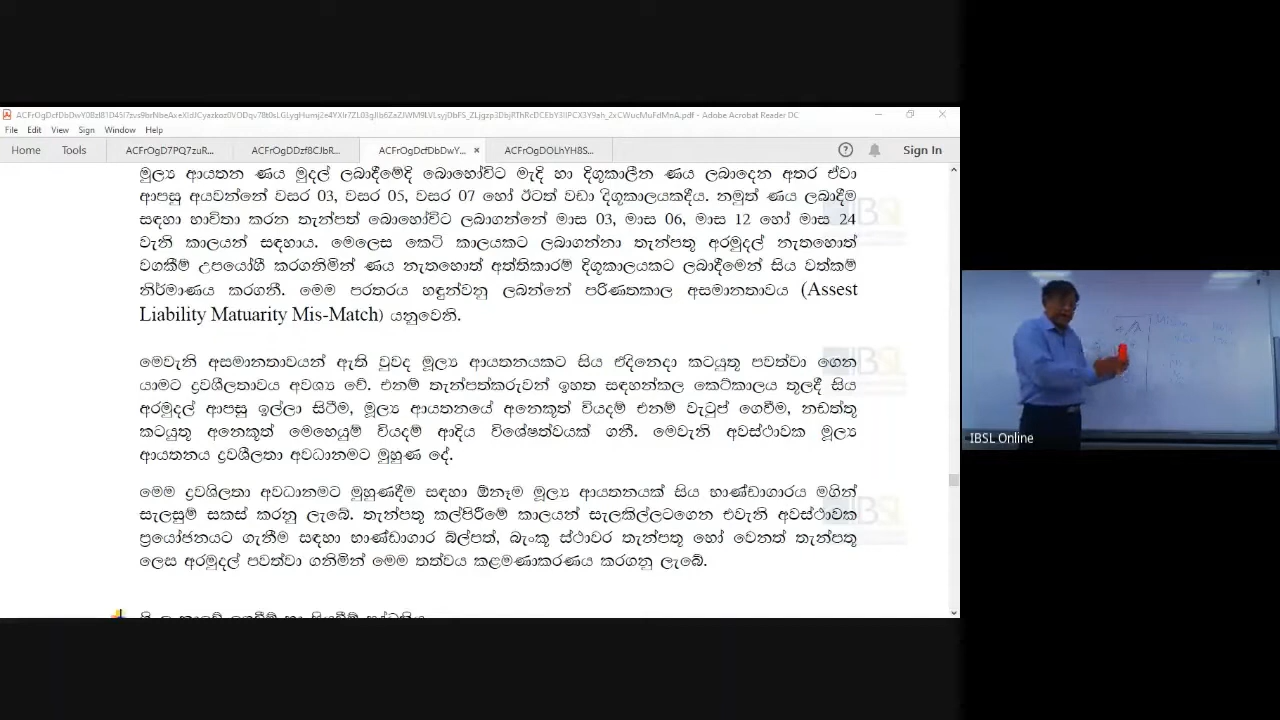 File Edit View Sign Window Help
Home Tools ACFrOgD7PQ7zuR... ACFrOgDDzf8CJbR... ACFrOgDcfDbDwY... × ACFrOgDOLhYH8S... Sign In
මූල්‍ය ආයතන ණය මුදල් ලබාදීමේදී බොහෝවිට මැදි හා දිගුකාලීන ණය ලබාදෙන අතර ඒවා
ආපසු අයවන්නේ වසර 03, වසර 05, වසර 07 හෝ ඊටත් වඩා දිගුකාලයකදීය. නමුත් ණය ලබාදීම
සඳහා භාවිතා කරන තැන්පත් බොහෝවිට ලබාගන්නේ මාස 03, මාස 06, මාස 12 හෝ මාස 24
වැනි කාලයන් සඳහාය. මෙලෙස කෙටි කාලයකට ලබාගන්නා තැන්පතූ අරමුදල් නැතහොත්
වගකීම් උපයෝගී කරගනිමින් ණය නැතහොත් අත්තිකාරම් දිගුකාලයකට ලබාදීමෙන් සිය වත්කම්
නිර්මාණය කරගනී. මෙම පරතරය හඳුන්වනු ලබන්නේ පරිණතකාල අසමානතාවය (Assest
Liability Matuarity Mis-Match) යනුවෙනි.
මෙවැනි අසමානතාවයන් ඇති වුවද මූල්‍ය ආයතනයකට සිය එදිනෙදා කටයුතූ පවත්වා ගෙන
යාමට ද්‍රවශීලතාවය අවශ්‍ය වේ. එනම් තැන්පත්කරුවන් ඉහත සඳහන්කල කෙටිකාලය තූලදී සිය
අරමුදල් ආපසු ඉල්ලා සිටීම, මූල්‍ය ආයතනයේ අනෙකූත් වියදම් එනම් වැටුප් ගෙවීම, නඩත්තූ
කටයුතූ අනෙකූත් මෙහෙයුම් වියදම් ආදිය විශේෂත්වයක් ගනී. මෙවැනි අවස්ථාවක මූල්‍ය
ආයතනය ද්‍රවශීලතා අවධානමට මුහුණ දේ.
මෙම ද්‍රවශිලතා අවධානමට මුහුණදීම සඳහා ඕනෑම මූල්‍ය ආයතනයක් සිය භාණ්ඩාගාරය මගින්
සැලසුම් සකස් කරනු ලැබේ. තැන්පතූ කල්පිරීමේ කාලයන් සැලකිල්ලටගෙන එවැනි අවස්ථාවක
ප්‍රයෝජනයට ගැනීම සඳහා භාණ්ඩාගාර බිල්පත්, බැංකූ ස්ථාවර තැන්පතූ හෝ වෙනත් තැන්පතූ
ලෙස අරමුදල් පවත්වා ගනිමින් මෙම තත්වය කළමණාකරණය කරගනු ලැබේ.
IBSL Online